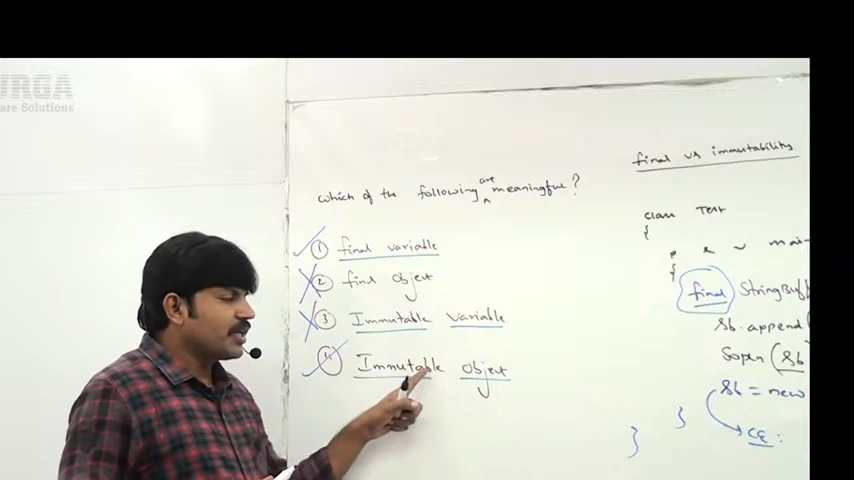 URGA
are Solutions
which of the following are meaningful?
① final variable
② final object
③ Immutable variable
④ Immutable object
final vs immutability
class Test
{
p s v mai
{
final StringBuff
sb.append(
sopln(sb
sb = new
CE:
}
}